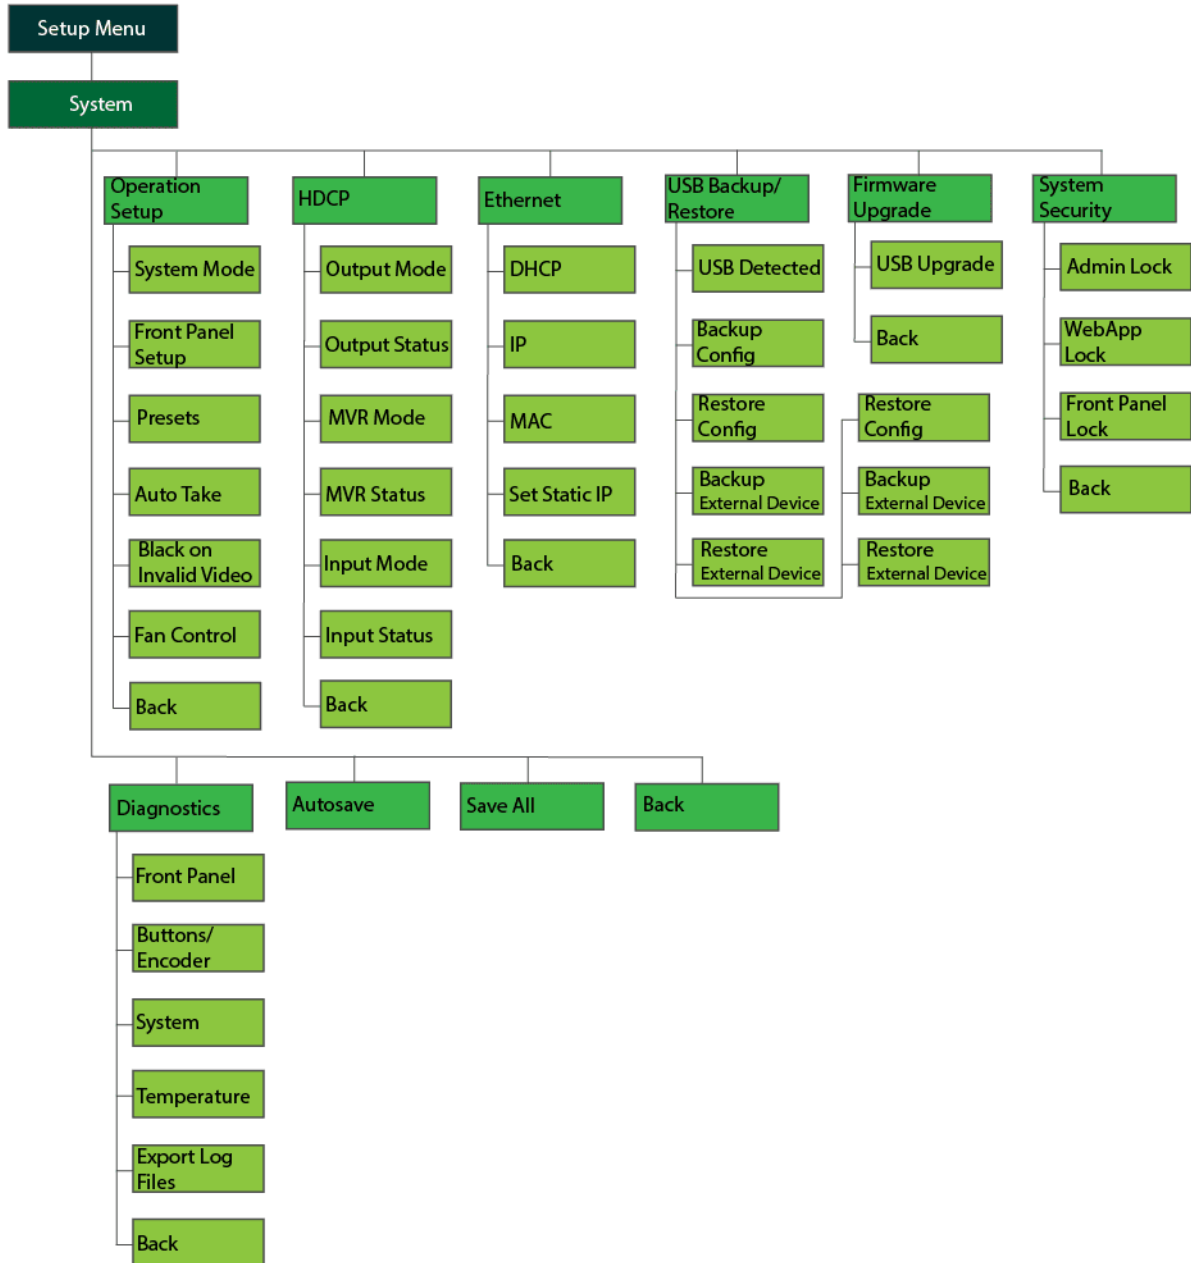 Setup Menu
System
Operation
Setup
System Mode
Front Panel
Setup
Presets
Auto Take
Black on
Invalid Video
Fan Control
Back
HDCP
Output Mode
Output Status
MVR Mode
MVR Status
Input Mode
Input Status
Back
Ethernet
DHCP
IP
MAC
Set Static IP
Back
USB Backup/
Restore
USB Detected
Backup
Config
Restore
Config
Backup
External Device
Restore
External Device
Restore
Config
Backup
External Device
Restore
External Device
Firmware
Upgrade
USB Upgrade
Back
System
Security
Admin Lock
WebApp
Lock
Front Panel
Lock
Back
Diagnostics
Front Panel
Buttons/
Encoder
System
Temperature
Export Log
Files
Back
Autosave
Save All
Back